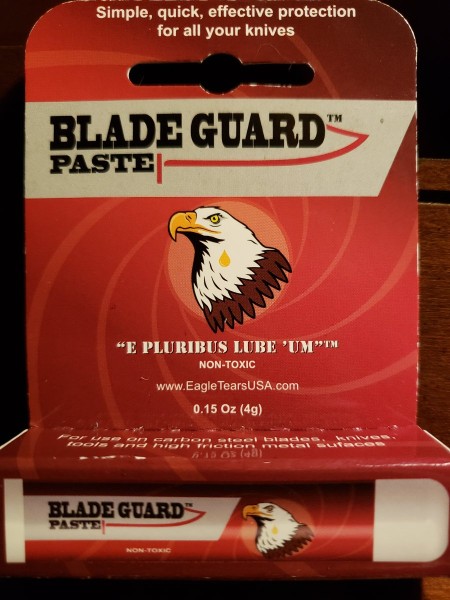 Simple, quick, effective protection
for all your knives
BLADE GUARD™
PASTE
“E PLURIBUS LUBE ’UM”™
NON-TOXIC
www.EagleTearsUSA.com
0.15 Oz (4g)
For use on carbon steel blades, knives,
tools and high friction metal sufaces
0.15 Oz (4g)
BLADE GUARD™
PASTE
NON-TOXIC